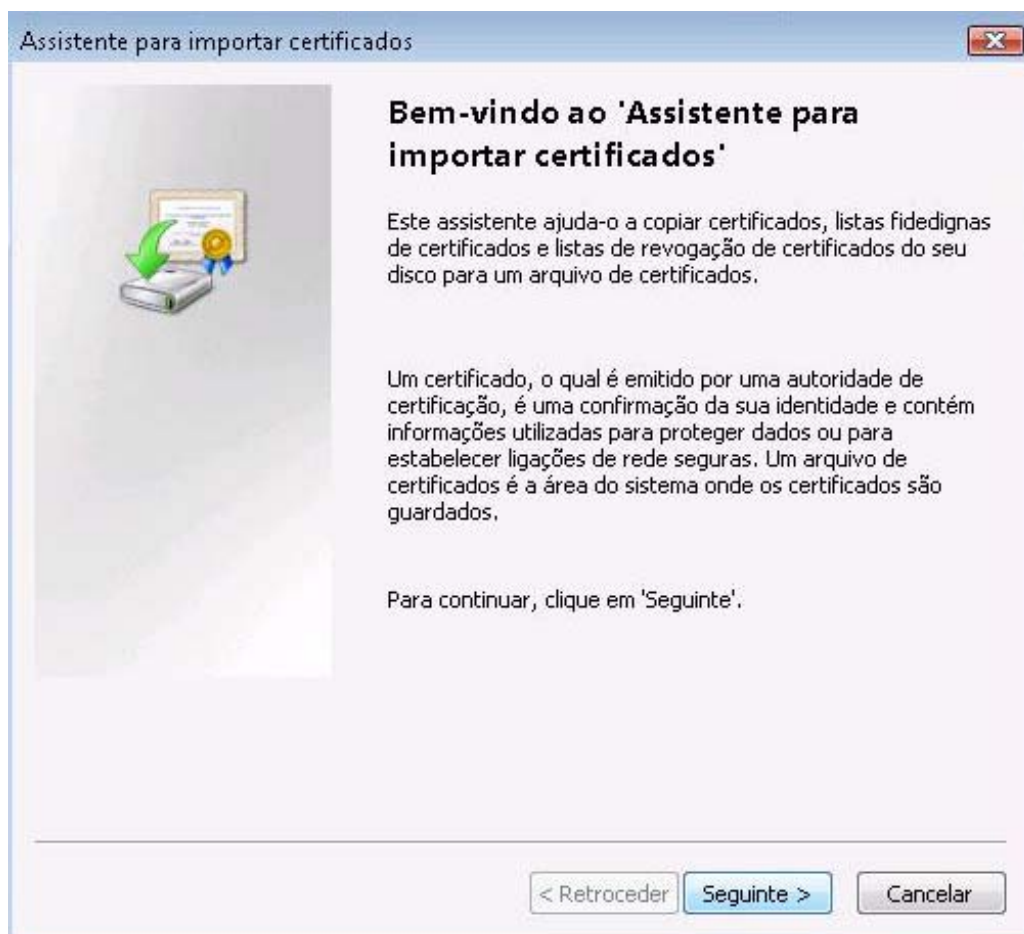 Assistente para importar certificados
Bem-vindo ao 'Assistente para
importar certificados'
Este assistente ajuda-o a copiar certificados, listas fidedignas
de certificados e listas de revogação de certificados do seu
disco para um arquivo de certificados.
Um certificado, o qual é emitido por uma autoridade de
certificação, é uma confirmação da sua identidade e contém
informações utilizadas para proteger dados ou para
estabelecer ligações de rede seguras. Um arquivo de
certificados é a área do sistema onde os certificados são
guardados.
Para continuar, clique em 'Seguinte'.
< Retroceder Seguinte > Cancelar